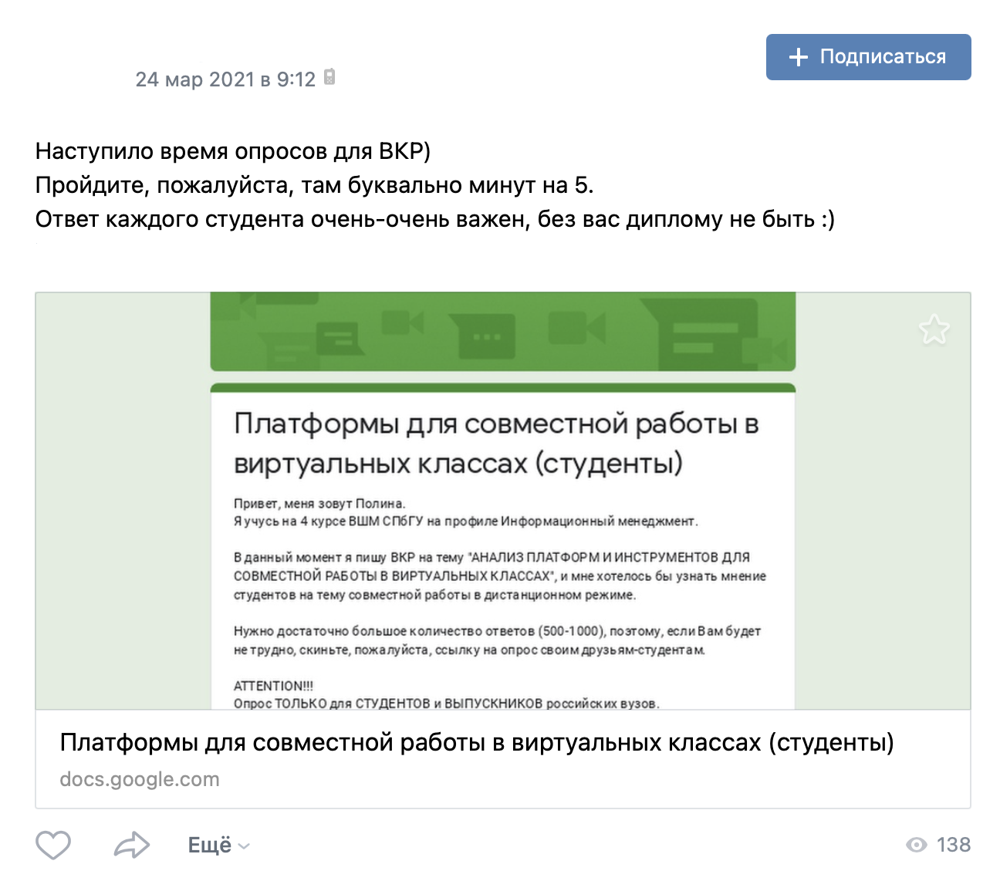 24 мар 2021 в 9:12
Подписаться
Наступило время опросов для ВКР)
Пройдите, пожалуйста, там буквально минут на 5.
Ответ каждого студента очень-очень важен, без вас диплому не быть :)
Платформы для совместной работы в
виртуальных классах (студенты)
Привет, меня зовут Полина.
Я учусь на 4 курсе ВШМ СПбГУ на профиле Информационный менеджмент.
В данный момент я пишу ВКР на тему "АНАЛИЗ ПЛАТФОРМ И ИНСТРУМЕНТОВ ДЛЯ
СОВМЕСТНОЙ РАБОТЫ В ВИРТУАЛЬНЫХ КЛАССАХ", и мне хотелось бы узнать мнение
студентов на тему совместной работы в дистанционном режиме.
Нужно достаточно большое количество ответов (500-1000), поэтому, если Вам будет
не трудно, скиньте, пожалуйста, ссылку на опрос своим друзьям-студентам.
ATTENTION!!!
Опрос ТОЛЬКО для СТУДЕНТОВ и ВЫПУСКНИКОВ российских вузов.
Платформы для совместной работы в виртуальных классах (студенты)
docs.google.com
Ещё
138